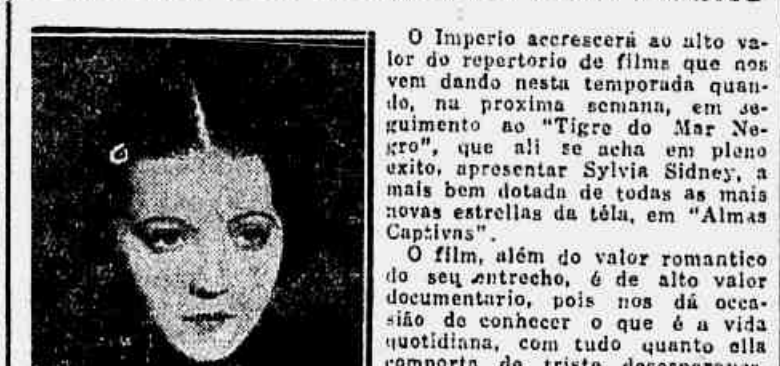 O Imperio accrescerá ao alto va-
lor do repertorio de films que nos
vem dando nesta temporada quan-
do, na proxima semana, em se-
guimento ao "Tigre do Mar Ne-
gro", que ali se acha em pleno
exito, apresentar Sylvia Sidney, a
mais bem dotada de todas as mais
novas estrellas da téla, em "Almas
Captivas".
O film, além do valor romantico
do seu entrecho, é de alto valor
documentario, pois nos dá occa-
sião de conhecer o que é a vida
quotidiana, com tudo quanto ella
comporta de triste